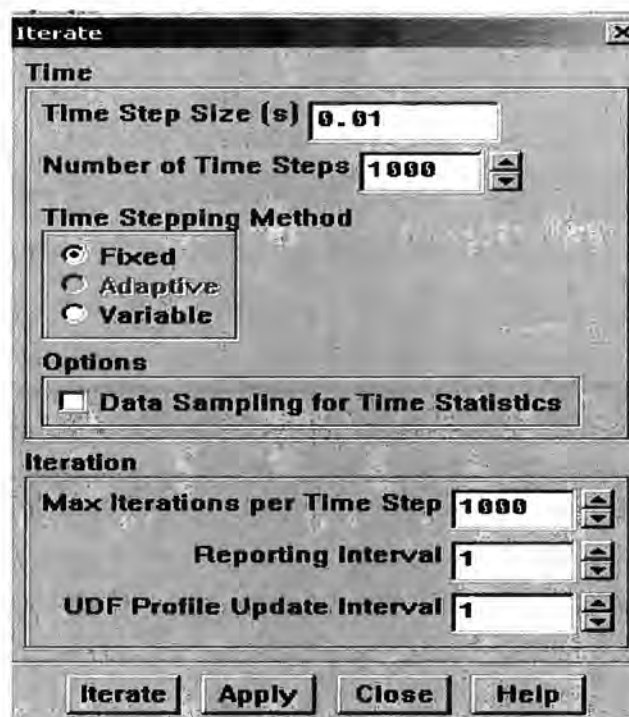 Iterate
Time
Time Step Size (s) 0.01
Number of Time Steps 1000
Time Stepping Method
Fixed
Adaptive
Variable
Options
Data Sampling for Time Statistics
Iteration
Max Iterations per Time Step 1000
Reporting Interval 1
UDF Profile Update Interval 1
Iterate Apply Close Help